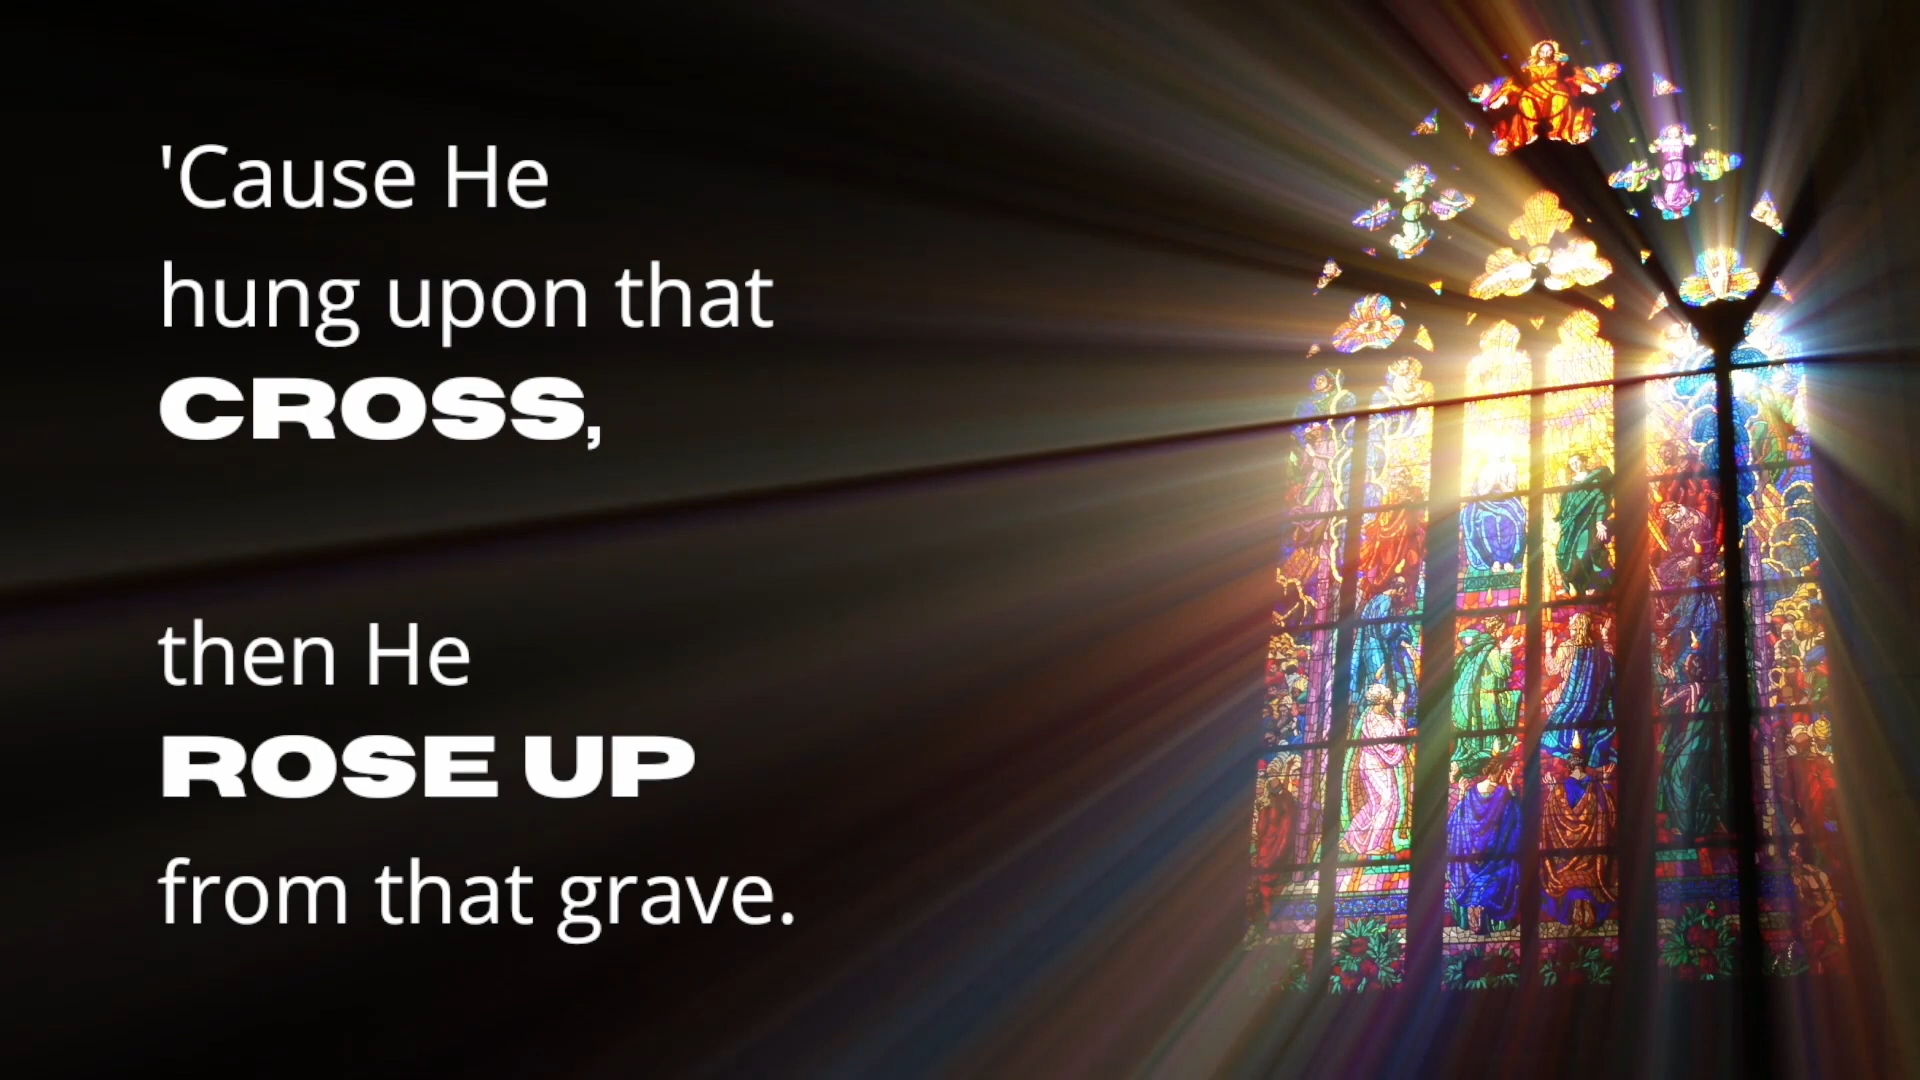 'Cause He
hung upon that
CROSS,
then He
ROSE UP
from that grave.